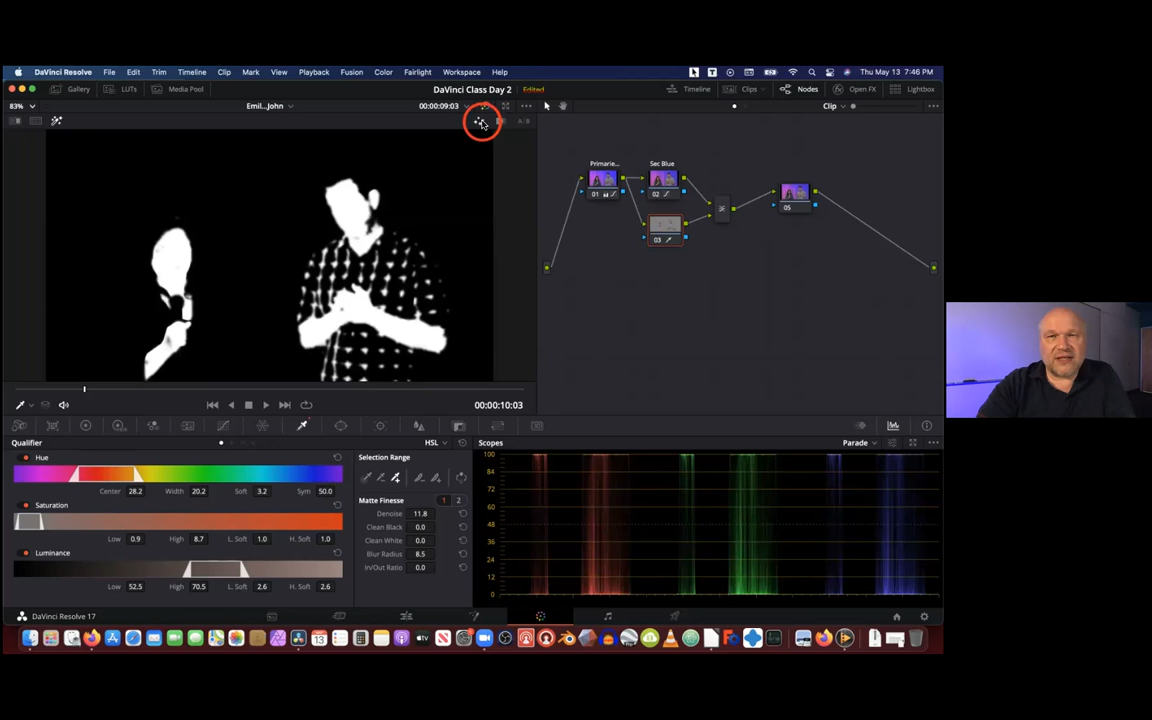 DaVinci Resolve File Edit Trim Timeline Clip Mark View Playback Fusion Color Fairlight Workspace Help Thu May 13 7:46 PM
Gallery LUTs Media Pool DaVinci Class Day 2 Edited Timeline Clips Nodes Open FX Lightbox
83% Emil...John 00:00:09:03 Clip
A/B
Primarie... Sec Blue
01 02 05
03
00:00:10:03
Qualifier HSL Scopes Parade
Hue Selection Range
Center 28.2 Width 20.2 Soft 3.2 Sym 50.0
Matte Finesse 1 2
Saturation
Denoise 11.8
Clean Black 0.0
Low 0.9 High 8.7 L. Soft 1.0 H. Soft 1.0
Clean White 0.0
Luminance
Blur Radius 8.5
In/Out Ratio 0.0
Low 52.5 High 70.5 L. Soft 2.6 H. Soft 2.6
100
84
72
60
48
36
24
12
0
DaVinci Resolve 17